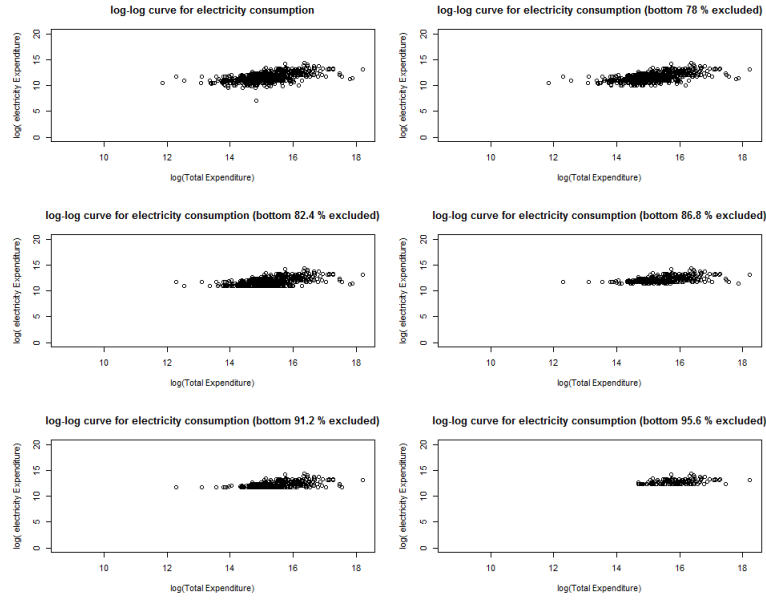 log-log curve for electricity consumption
log( electricity Expenditure)
20
15
10
5
0
10 12 14 16 18
log(Total Expenditure)
log-log curve for electricity consumption (bottom 78 % excluded)
log( electricity Expenditure)
20
15
10
5
0
10 12 14 16 18
log(Total Expenditure)
log-log curve for electricity consumption (bottom 82.4 % excluded)
log( electricity Expenditure)
20
15
10
5
0
10 12 14 16 18
log(Total Expenditure)
log-log curve for electricity consumption (bottom 86.8 % excluded)
log( electricity Expenditure)
20
15
10
5
0
10 12 14 16 18
log(Total Expenditure)
log-log curve for electricity consumption (bottom 91.2 % excluded)
log( electricity Expenditure)
20
15
10
5
0
10 12 14 16 18
log(Total Expenditure)
log-log curve for electricity consumption (bottom 95.6 % excluded)
log( electricity Expenditure)
20
15
10
5
0
10 12 14 16 18
log(Total Expenditure)